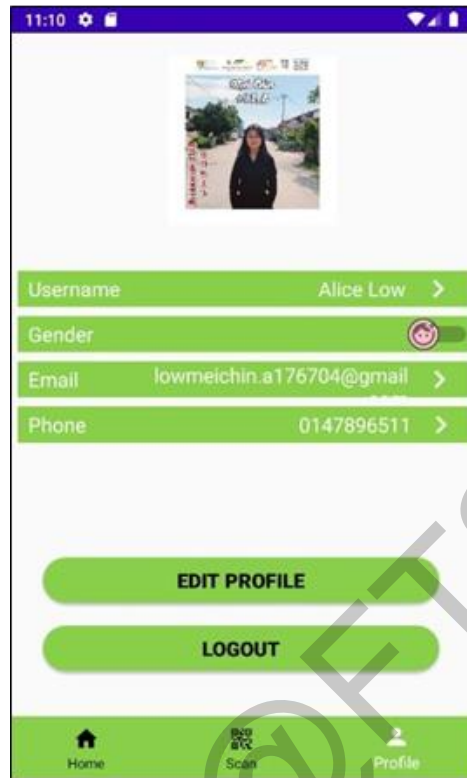 11:10
Username Alice Low
Gender
Email lowmeichin.a176704@gmail
Phone 0147896511
EDIT PROFILE
LOGOUT
Home Scan Profile